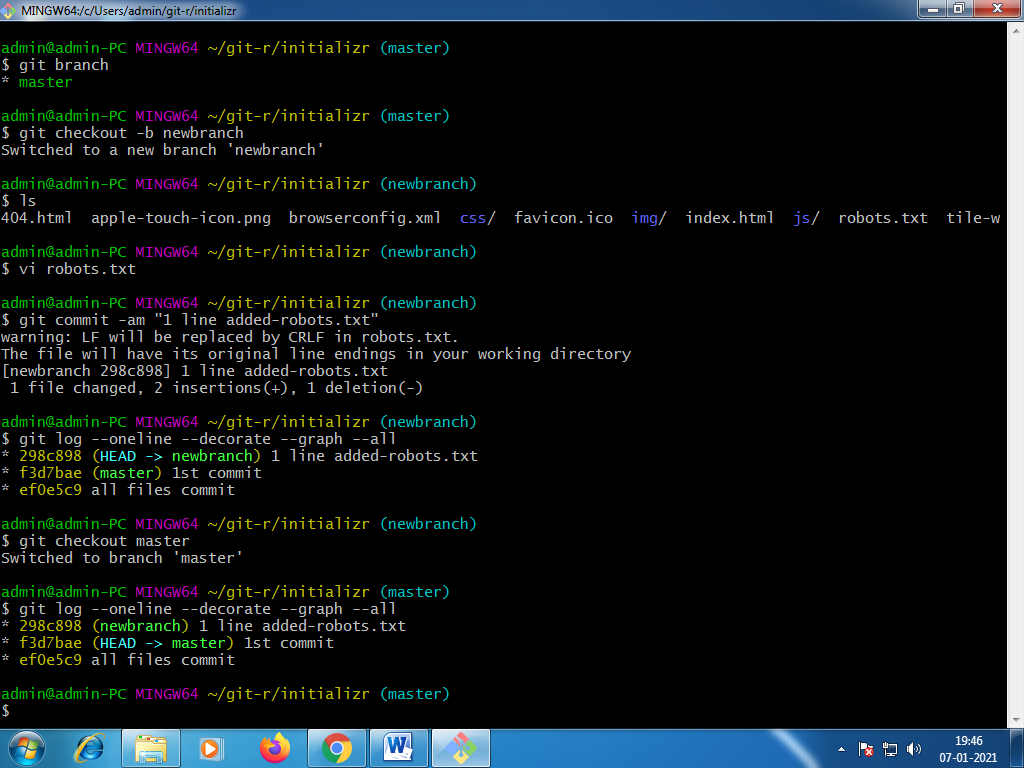 MINGW64:/c/Users/admin/git-r/initializr
admin@admin-PC MINGW64 ~/git-r/initializr (master)
$ git branch
* master
admin@admin-PC MINGW64 ~/git-r/initializr (master)
$ git checkout -b newbranch
Switched to a new branch 'newbranch'
admin@admin-PC MINGW64 ~/git-r/initializr (newbranch)
$ ls
404.html  apple-touch-icon.png  browserconfig.xml  css/  favicon.ico  img/  index.html  js/  robots.txt  tile-w
admin@admin-PC MINGW64 ~/git-r/initializr (newbranch)
$ vi robots.txt
admin@admin-PC MINGW64 ~/git-r/initializr (newbranch)
$ git commit -am "1 line added-robots.txt"
warning: LF will be replaced by CRLF in robots.txt.
The file will have its original line endings in your working directory
[newbranch 298c898] 1 line added-robots.txt
 1 file changed, 2 insertions(+), 1 deletion(-)
admin@admin-PC MINGW64 ~/git-r/initializr (newbranch)
$ git log --oneline --decorate --graph --all
* 298c898 (HEAD -> newbranch) 1 line added-robots.txt
* f3d7bae (master) 1st commit
* ef0e5c9 all files commit
admin@admin-PC MINGW64 ~/git-r/initializr (newbranch)
$ git checkout master
Switched to branch 'master'
admin@admin-PC MINGW64 ~/git-r/initializr (master)
$ git log --oneline --decorate --graph --all
* 298c898 (newbranch) 1 line added-robots.txt
* f3d7bae (HEAD -> master) 1st commit
* ef0e5c9 all files commit
admin@admin-PC MINGW64 ~/git-r/initializr (master)
$
19:46
07-01-2021